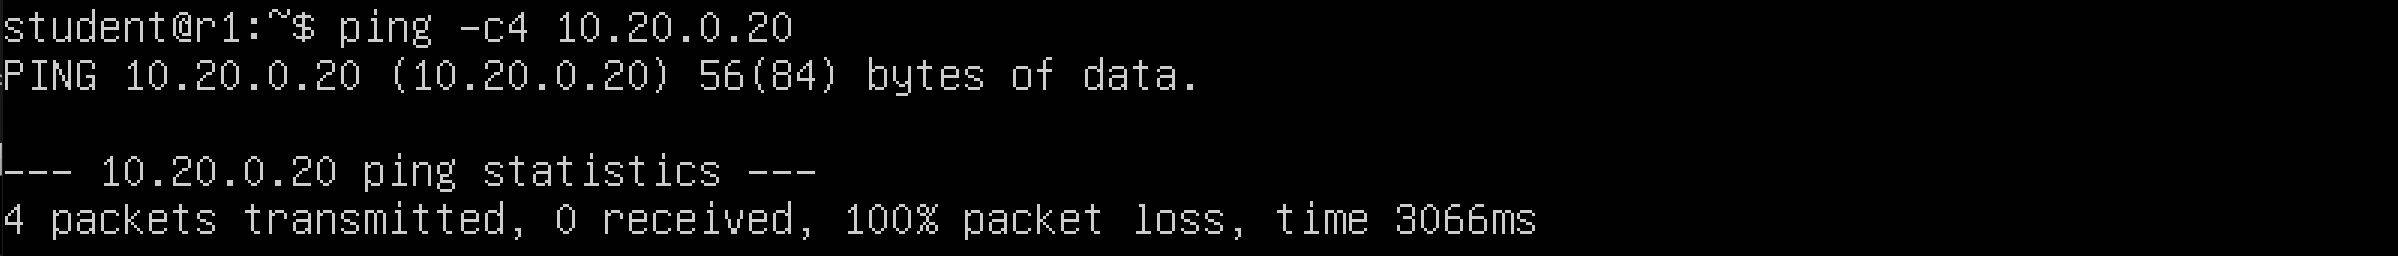 student@r1:~$ ping -c4 10.20.0.20
PING 10.20.0.20 (10.20.0.20) 56(84) bytes of data.

--- 10.20.0.20 ping statistics ---
4 packets transmitted, 0 received, 100% packet loss, time 3066ms